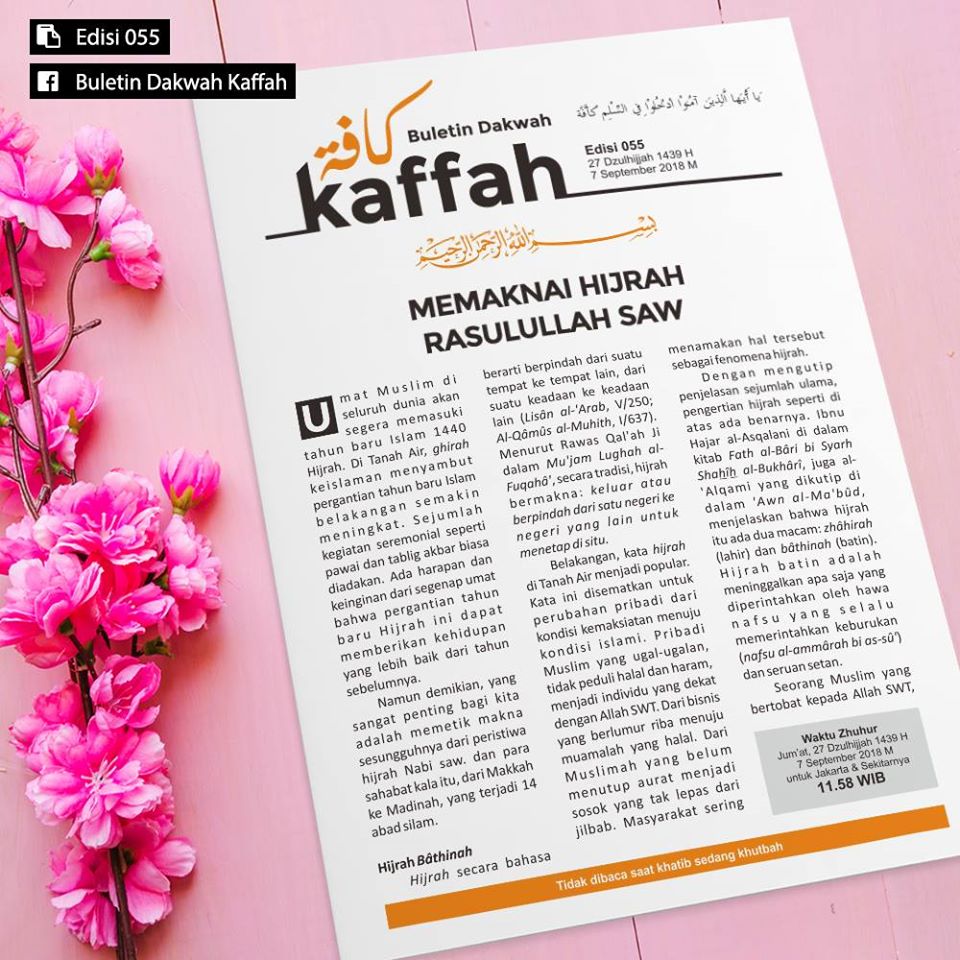 Edisi 055
Buletin Dakwah Kaffah
كافة
Buletin Dakwah
kaffah
يَا أَيُّهَا الَّذِينَ آمَنُوا ادْخُلُوا فِي السِّلْمِ كَافَّةً
Edisi 055
27 Dzulhijjah 1439 H
7 September 2018 M
بِسْمِ اللهِ الرَّحْمَنِ الرَّحِيْمِ
MEMAKNAI HIJRAH
RASULULLAH SAW
Umat Muslim di
seluruh dunia akan
segera memasuki
tahun baru Islam 1440
Hijrah. Di Tanah Air, ghirah
keislaman menyambut
pergantian tahun baru Islam
belakangan semakin
meningkat. Sejumlah
kegiatan seremonial seperti
pawai dan tablig akbar biasa
diadakan. Ada harapan dan
keinginan dari segenap umat
bahwa pergantian tahun
baru Hijrah ini dapat
memberikan kehidupan
yang lebih baik dari tahun
sebelumnya.
Namun demikian, yang
sangat penting bagi kita
adalah memetik makna
sesungguhnya dari peristiwa
hijrah Nabi saw. dan para
sahabat kala itu, dari Makkah
ke Madinah, yang terjadi 14
abad silam.
Hijrah Bâthinah
Hijrah secara bahasa
berarti berpindah dari suatu
tempat ke tempat lain, dari
suatu keadaan ke keadaan
lain (Lisân al-'Arab, V/250;
Al-Qâmûs al-Muhith, I/637).
Menurut Rawas Qal'ah Ji
dalam Mu'jam Lughah al-
Fuqahâ', secara tradisi, hijrah
bermakna: keluar atau
berpindah dari satu negeri ke
negeri yang lain untuk
menetap di situ.
Belakangan, kata hijrah
di Tanah Air menjadi popular.
Kata ini disematkan untuk
perubahan pribadi dari
kondisi kemaksiatan menuju
kondisi islami. Pribadi
Muslim yang ugal-ugalan,
tidak peduli halal dan haram,
menjadi individu yang dekat
dengan Allah SWT. Dari bisnis
yang berlumur riba menuju
muamalah yang halal. Dari
Muslimah yang belum
menutup aurat menjadi
sosok yang tak lepas dari
jilbab. Masyarakat sering
menamakan hal tersebut
sebagai fenomena hijrah.
Dengan mengutip
penjelasan sejumlah ulama,
pengertian hijrah seperti di
atas ada benarnya. Ibnu
Hajar al-Asqalani di dalam
kitab Fath al-Bâri bi Syarh
Shahîh al-Bukhârî, juga al-
'Alqami yang dikutip di
dalam 'Awn al-Ma'bûd,
menjelaskan bahwa hijrah
itu ada dua macam: zhâhirah
(lahir) dan bâthinah (batin).
Hijrah batin adalah
meninggalkan apa saja yang
diperintahkan oleh hawa
nafsu yang selalu
memerintahkan keburukan
(nafsu al-ammârah bi as-sû')
dan seruan setan.
Seorang Muslim yang
bertobat kepada Allah SWT,
Waktu Zhuhur
Jum'at, 27 Dzulhijjah 1439 H
7 September 2018 M
untuk Jakarta & Sekitarnya
11.58 WIB
Tidak dibaca saat khatib sedang khutbah